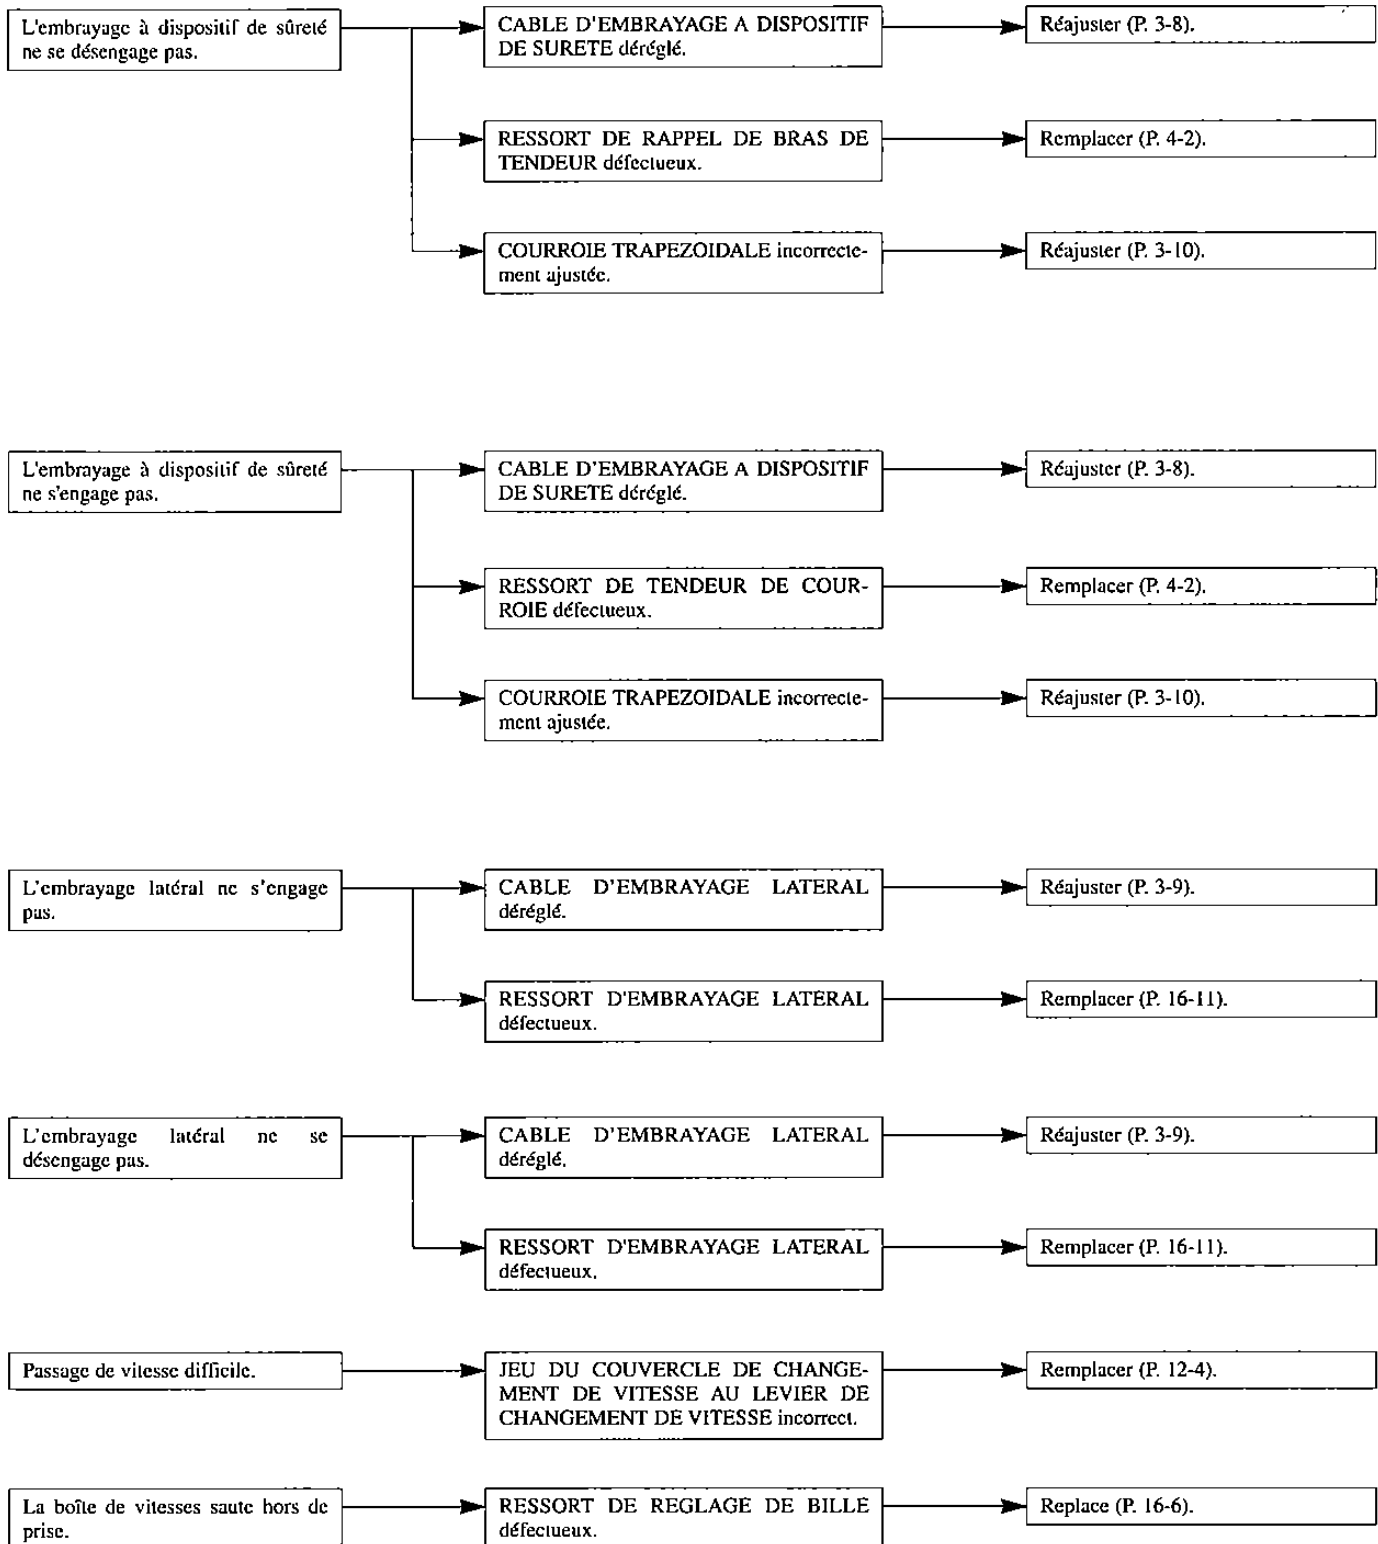 L'embrayage à dispositif de sûreté
ne se désengage pas.
CABLE D'EMBRAYAGE A DISPOSITIF
DE SURETE déréglé.
Réajuster (P. 3-8).
RESSORT DE RAPPEL DE BRAS DE
TENDEUR défectueux.
Remplacer (P. 4-2).
COURROIE TRAPEZOIDALE incorrecte-
ment ajustée.
Réajuster (P. 3-10).
L'embrayage à dispositif de sûreté
ne s'engage pas.
CABLE D'EMBRAYAGE A DISPOSITIF
DE SURETE déréglé.
Réajuster (P. 3-8).
RESSORT DE TENDEUR DE COUR-
ROIE défectueux.
Remplacer (P. 4-2).
COURROIE TRAPEZOIDALE incorrecte-
ment ajustée.
Réajuster (P. 3-10).
L'embrayage latéral ne s'engage
pas.
CABLE D'EMBRAYAGE LATERAL
déréglé.
Réajuster (P. 3-9).
RESSORT D'EMBRAYAGE LATERAL
défectueux.
Remplacer (P. 16-11).
L'embrayage latéral ne se
désengage pas.
CABLE D'EMBRAYAGE LATERAL
déréglé.
Réajuster (P. 3-9).
RESSORT D'EMBRAYAGE LATERAL
défectueux.
Remplacer (P. 16-11).
Passage de vitesse difficile.
JEU DU COUVERCLE DE CHANGE-
MENT DE VITESSE AU LEVIER DE
CHANGEMENT DE VITESSE incorrect.
Remplacer (P. 12-4).
La boîte de vitesses saute hors de
prise.
RESSORT DE REGLAGE DE BILLE
défectueux.
Replace (P. 16-6).